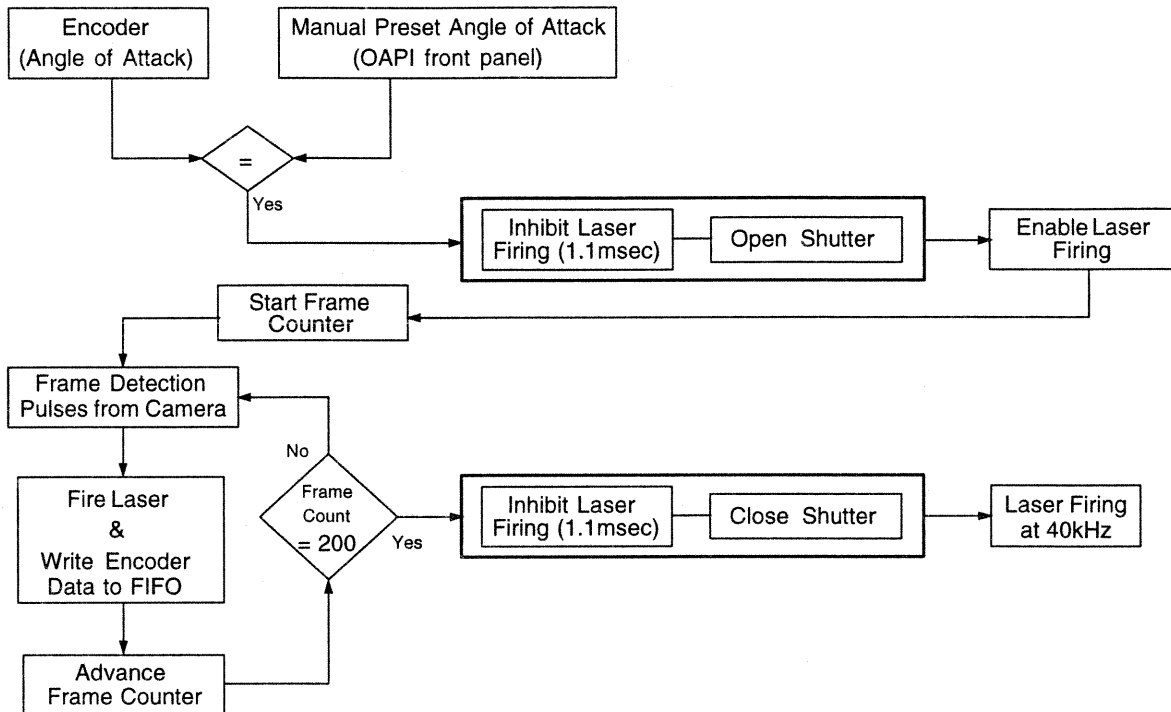 Encoder
(Angle of Attack)
Manual Preset Angle of Attack
(OAPI front panel)
=
Yes
Inhibit Laser
Firing (1.1msec)
Open Shutter
Enable Laser
Firing
Start Frame
Counter
Frame Detection
Pulses from Camera
No
Fire Laser
&
Write Encoder
Data to FIFO
Frame
Count
= 200
Yes
Inhibit Laser
Firing (1.1msec)
Close Shutter
Laser Firing
at 40kHz
Advance
Frame Counter